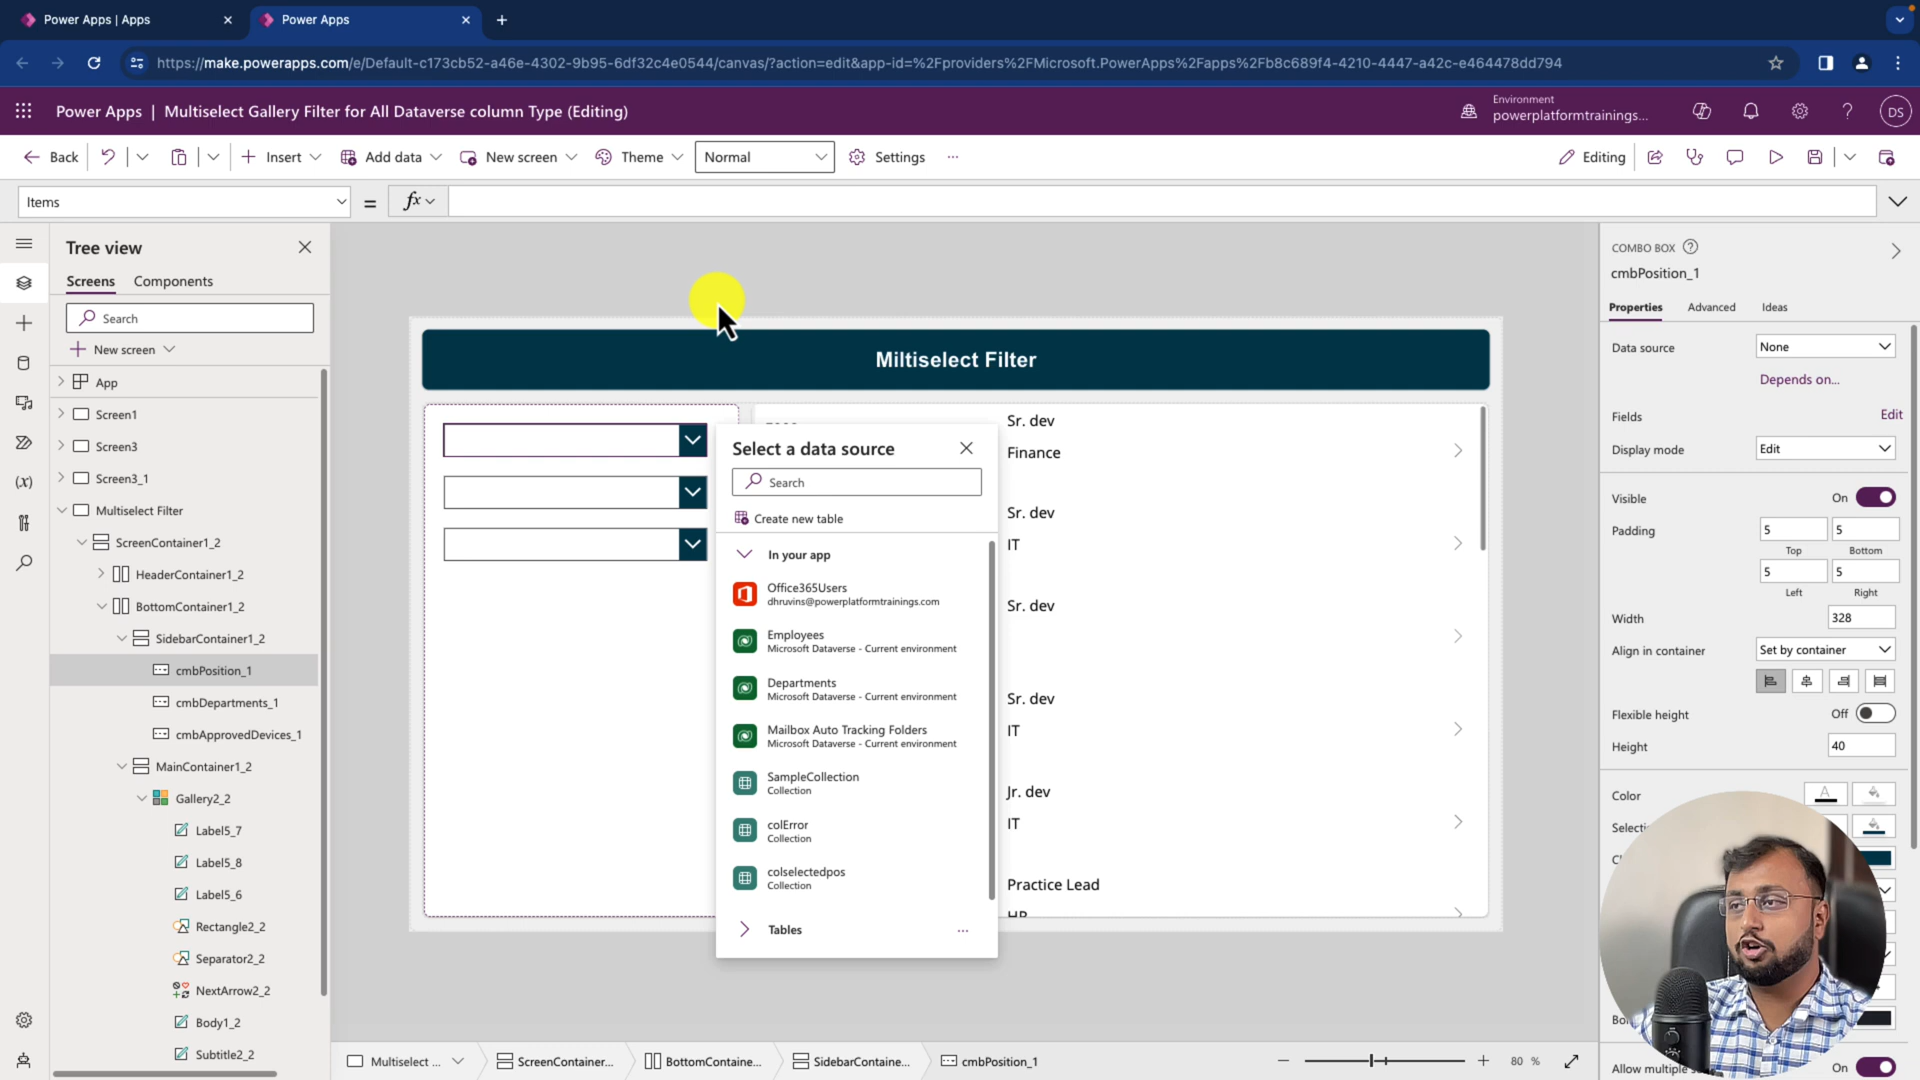 Power Apps | Apps
Power Apps
https://make.powerapps.com/e/Default-c173cb52-a46e-4302-9b95-6df32c4e0544/canvas/?action=edit&app-id=%2Fproviders%2FMicrosoft.PowerApps%2Fapps%2Fb8c689f4-4210-4447-a42c-e464478dd794
Power Apps | Multiselect Gallery Filter for All Dataverse column Type (Editing)
Environment
powerplatformtrainings...
DS
Back
Insert
Add data
New screen
Theme
Normal
Settings
...
Editing
Items
=
fx
Tree view
Screens
Components
Search
New screen
App
Screen1
Screen3
Screen3_1
Multiselect Filter
ScreenContainer1_2
HeaderContainer1_2
BottomContainer1_2
SidebarContainer1_2
cmbPosition_1
cmbDepartments_1
cmbApprovedDevices_1
MainContainer1_2
Gallery2_2
Label5_7
Label5_8
Label5_6
Rectangle2_2
Separator2_2
NextArrow2_2
Body1_2
Subtitle2_2
Miltiselect Filter
Sr. dev
Finance
Sr. dev
IT
Sr. dev
Sr. dev
IT
Jr. dev
IT
Practice Lead
HR
Select a data source
Search
Create new table
In your app
Office365Users
dhruvins@powerplatformtrainings.com
Employees
Microsoft Dataverse - Current environment
Departments
Microsoft Dataverse - Current environment
Mailbox Auto Tracking Folders
Microsoft Dataverse - Current environment
SampleCollection
Collection
colError
Collection
colselectedpos
Collection
Tables
...
COMBO BOX
cmbPosition_1
Properties
Advanced
Ideas
Data source
None
Depends on...
Fields
Edit
Display mode
Edit
Visible
On
Padding
5
5
Top
Bottom
5
5
Left
Right
Width
328
Align in container
Set by container
Flexible height
Off
Height
40
Color
A
Selecti
Allow multiple
On
Multiselect ...
ScreenContainer...
BottomContaine...
SidebarContaine...
cmbPosition_1
80 %